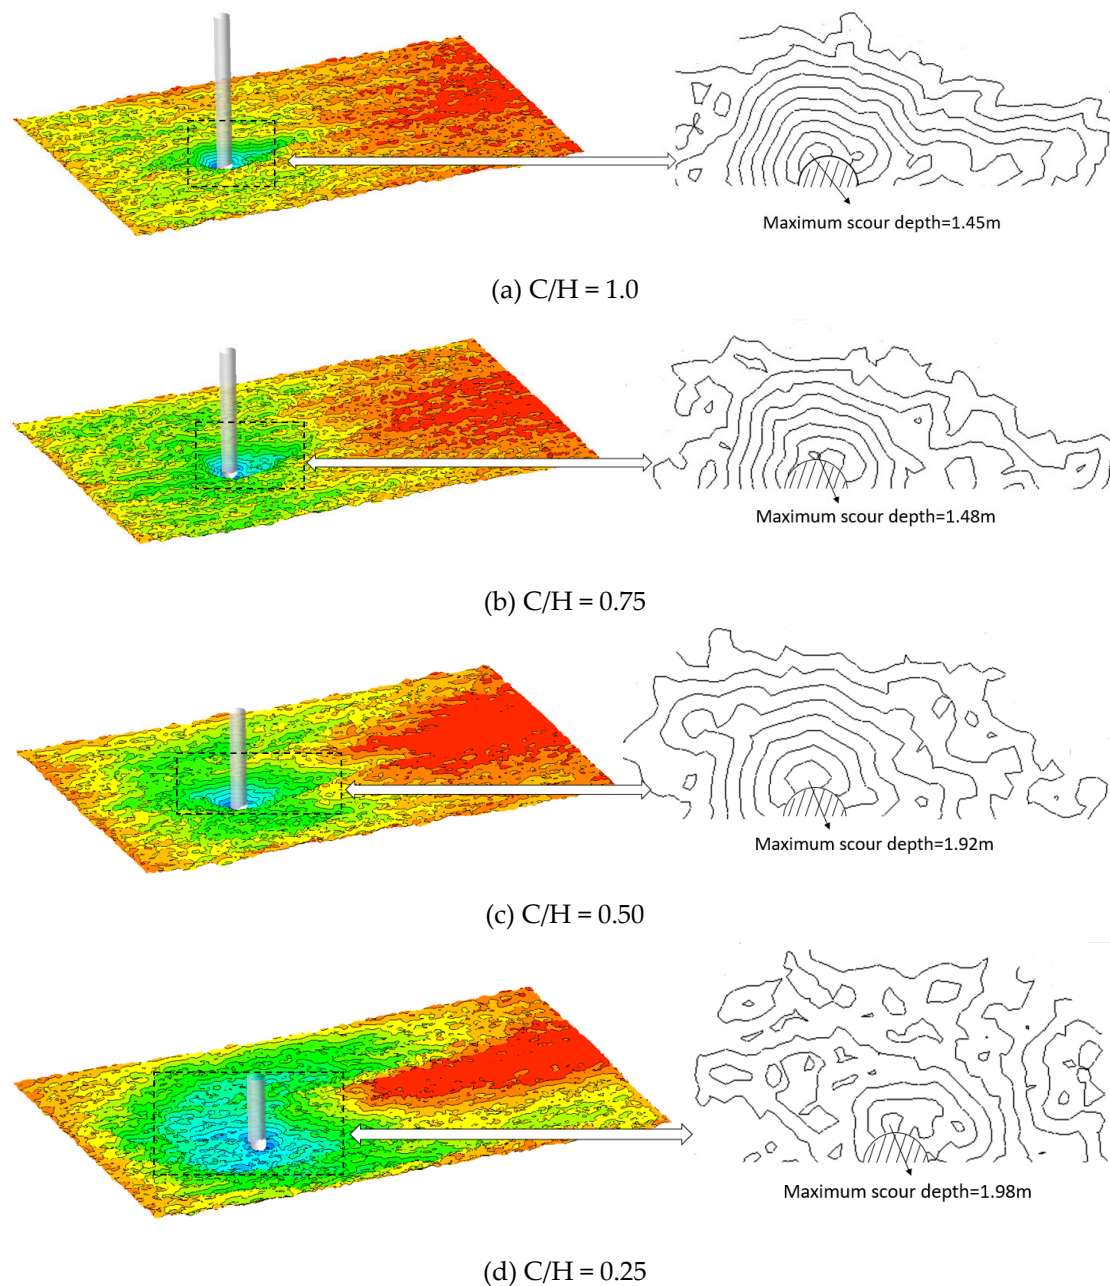 Maximum scour depth=1.45m
(a) C/H = 1.0
Maximum scour depth=1.48m
(b) C/H = 0.75
Maximum scour depth=1.92m
(c) C/H = 0.50
Maximum scour depth=1.98m
(d) C/H = 0.25